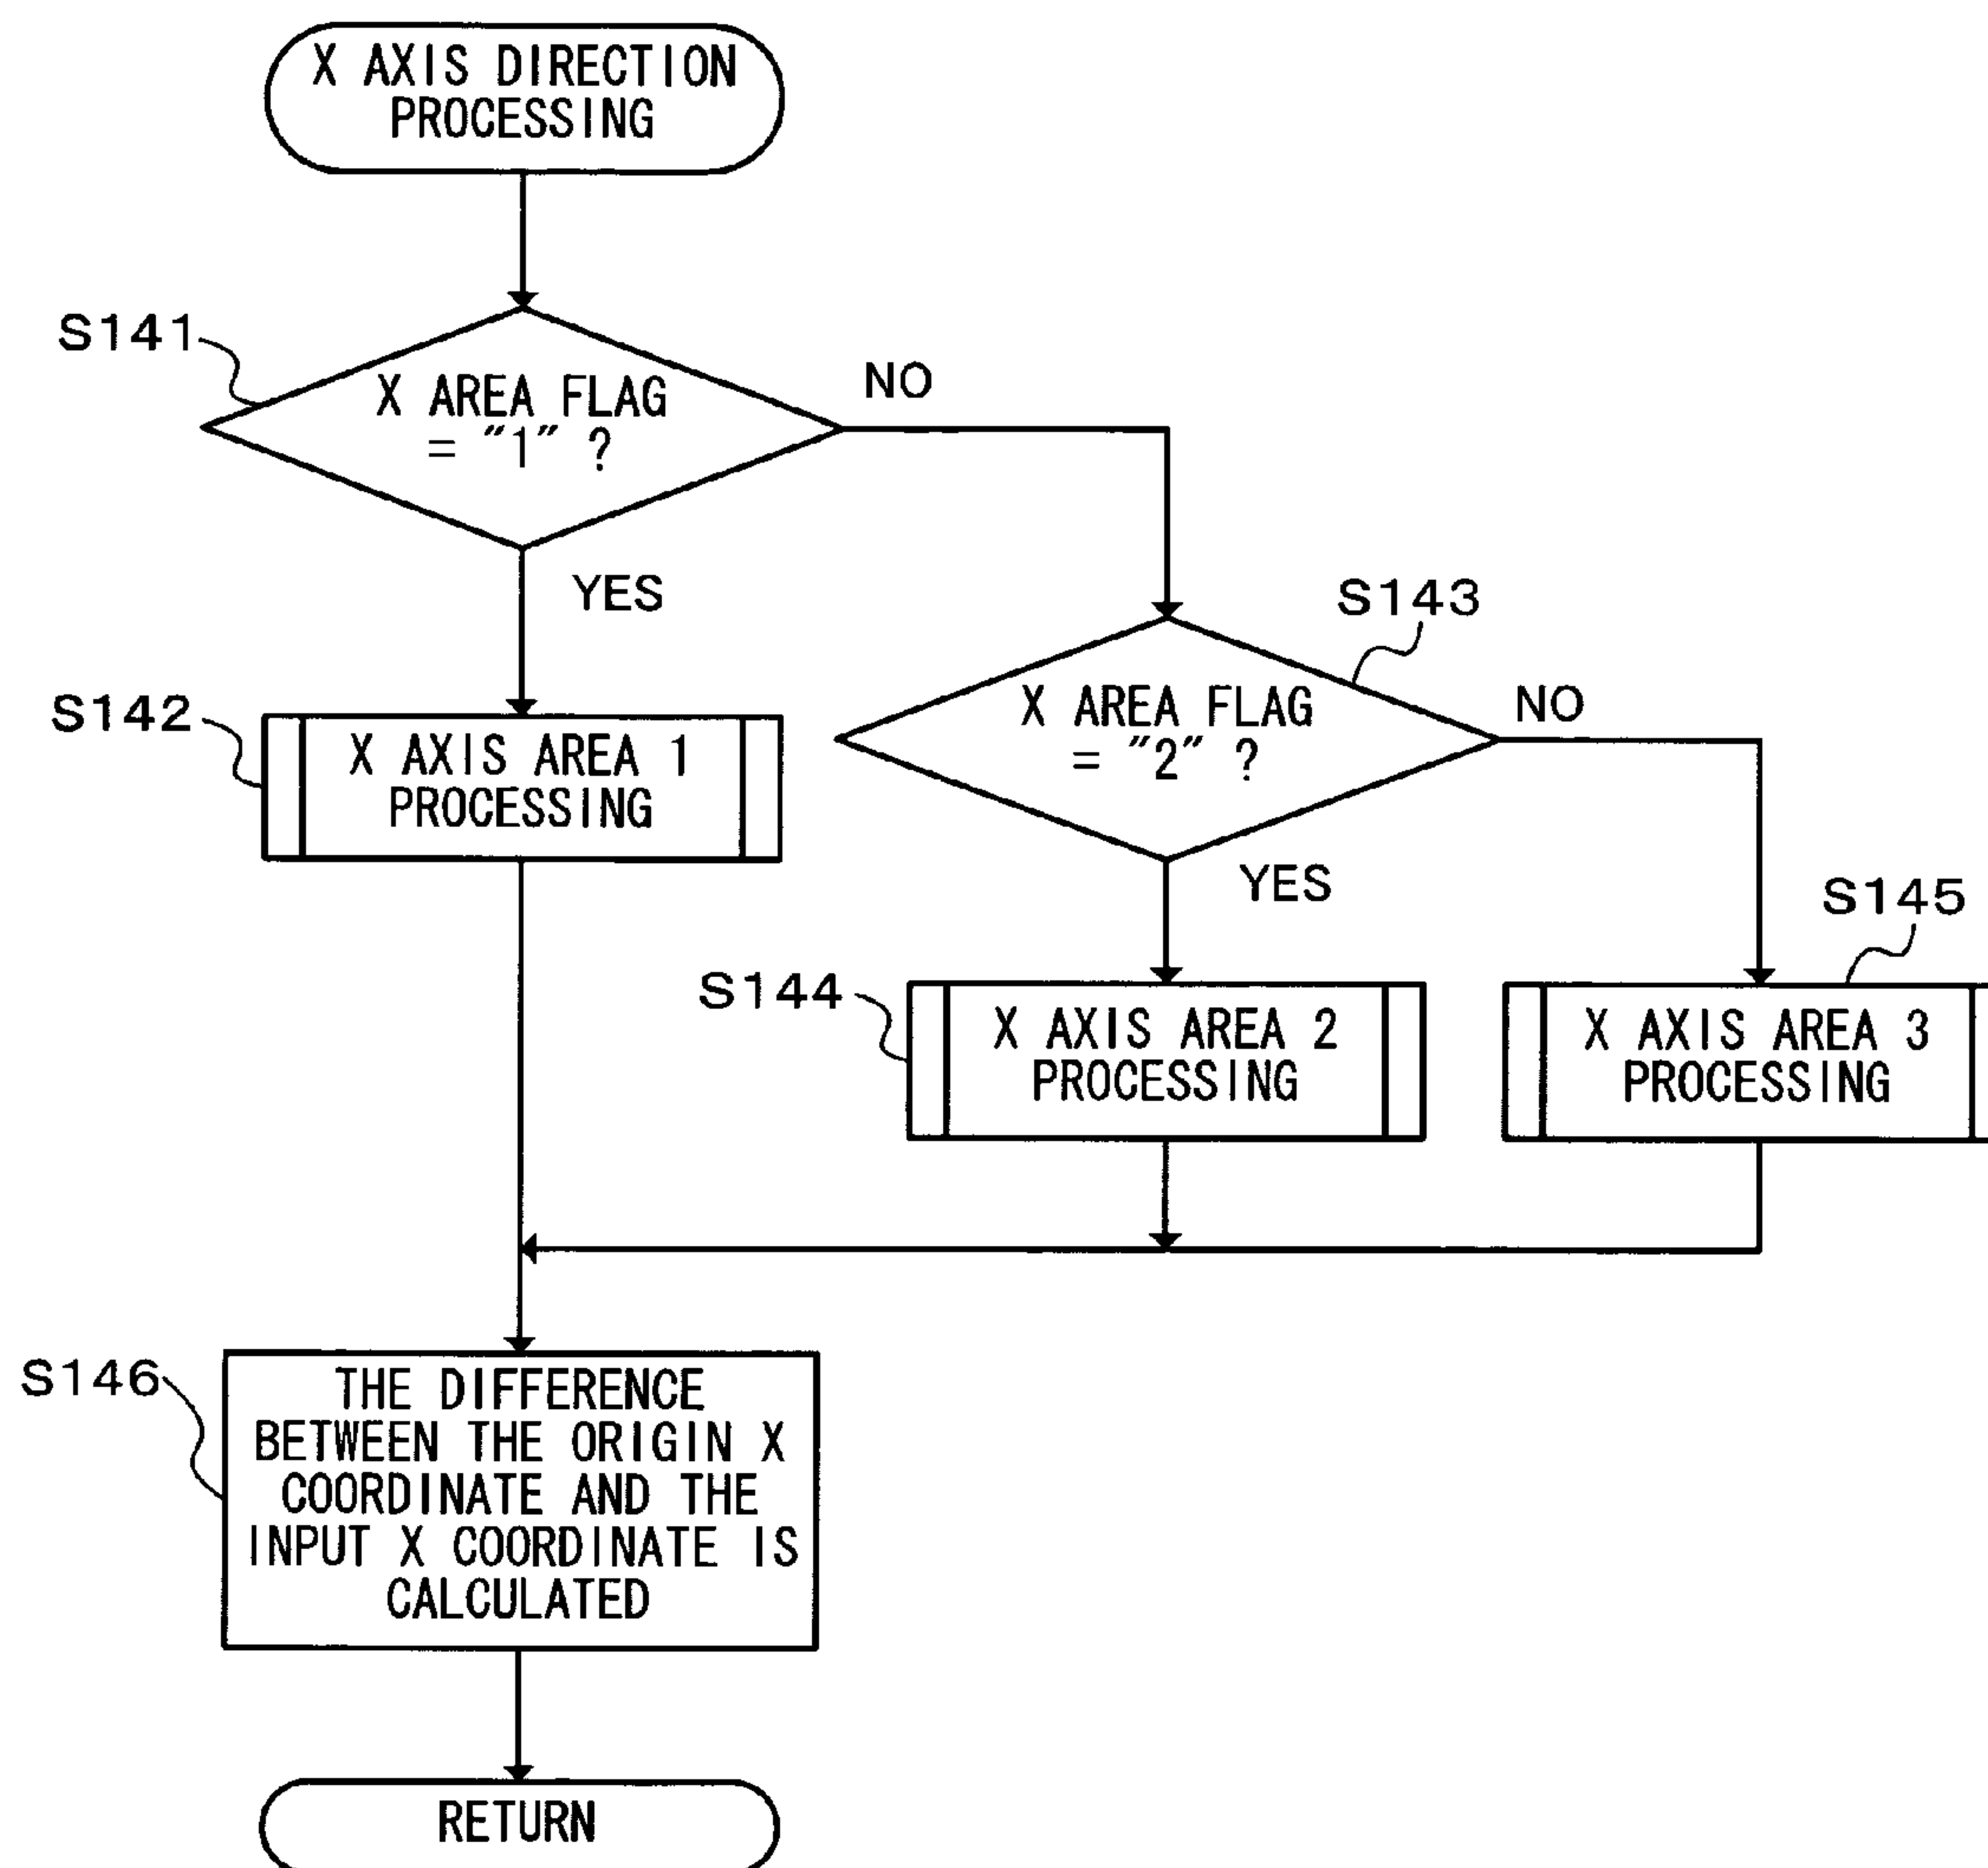 X AXIS DIRECTION
PROCESSING
S141
X AREA FLAG
= "1" ?
NO
YES
S143
X AREA FLAG
= "2" ?
NO
S142
X AXIS AREA 1
PROCESSING
YES
S145
S144
X AXIS AREA 2
PROCESSING
X AXIS AREA 3
PROCESSING
S146
THE DIFFERENCE
BETWEEN THE ORIGIN X
COORDINATE AND THE
INPUT X COORDINATE IS
CALCULATED
RETURN